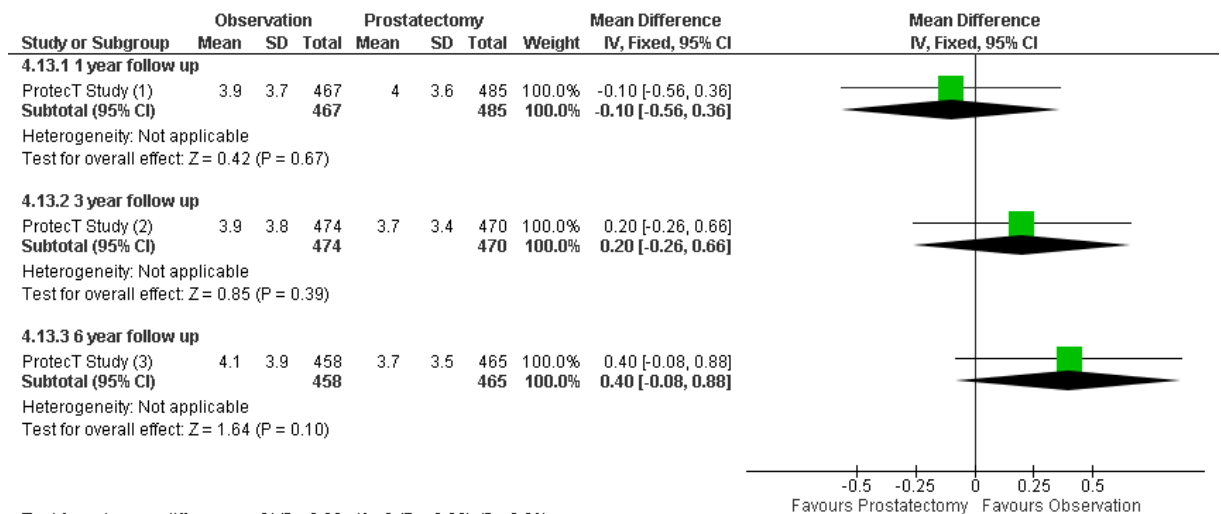 Observation Prostatectomy Mean Difference Mean Difference
Study or Subgroup Mean SD Total Mean SD Total Weight IV, Fixed, 95% CI IV, Fixed, 95% CI
4.13.1 1 year follow up
ProtecT Study (1) 3.9 3.7 467 4 3.6 485 100.0% -0.10 [-0.56, 0.36]
Subtotal (95% CI) 467 485 100.0% -0.10 [-0.56, 0.36]
Heterogeneity: Not applicable
Test for overall effect: Z = 0.42 (P = 0.67)
4.13.2 3 year follow up
ProtecT Study (2) 3.9 3.8 474 3.7 3.4 470 100.0% 0.20 [-0.26, 0.66]
Subtotal (95% CI) 474 470 100.0% 0.20 [-0.26, 0.66]
Heterogeneity: Not applicable
Test for overall effect: Z = 0.85 (P = 0.39)
4.13.3 6 year follow up
ProtecT Study (3) 4.1 3.9 458 3.7 3.5 465 100.0% 0.40 [-0.08, 0.88]
Subtotal (95% CI) 458 465 100.0% 0.40 [-0.08, 0.88]
Heterogeneity: Not applicable
Test for overall effect: Z = 1.64 (P = 0.10)
-0.5 -0.25 0 0.25 0.5
Favours Prostatectomy Favours Observation